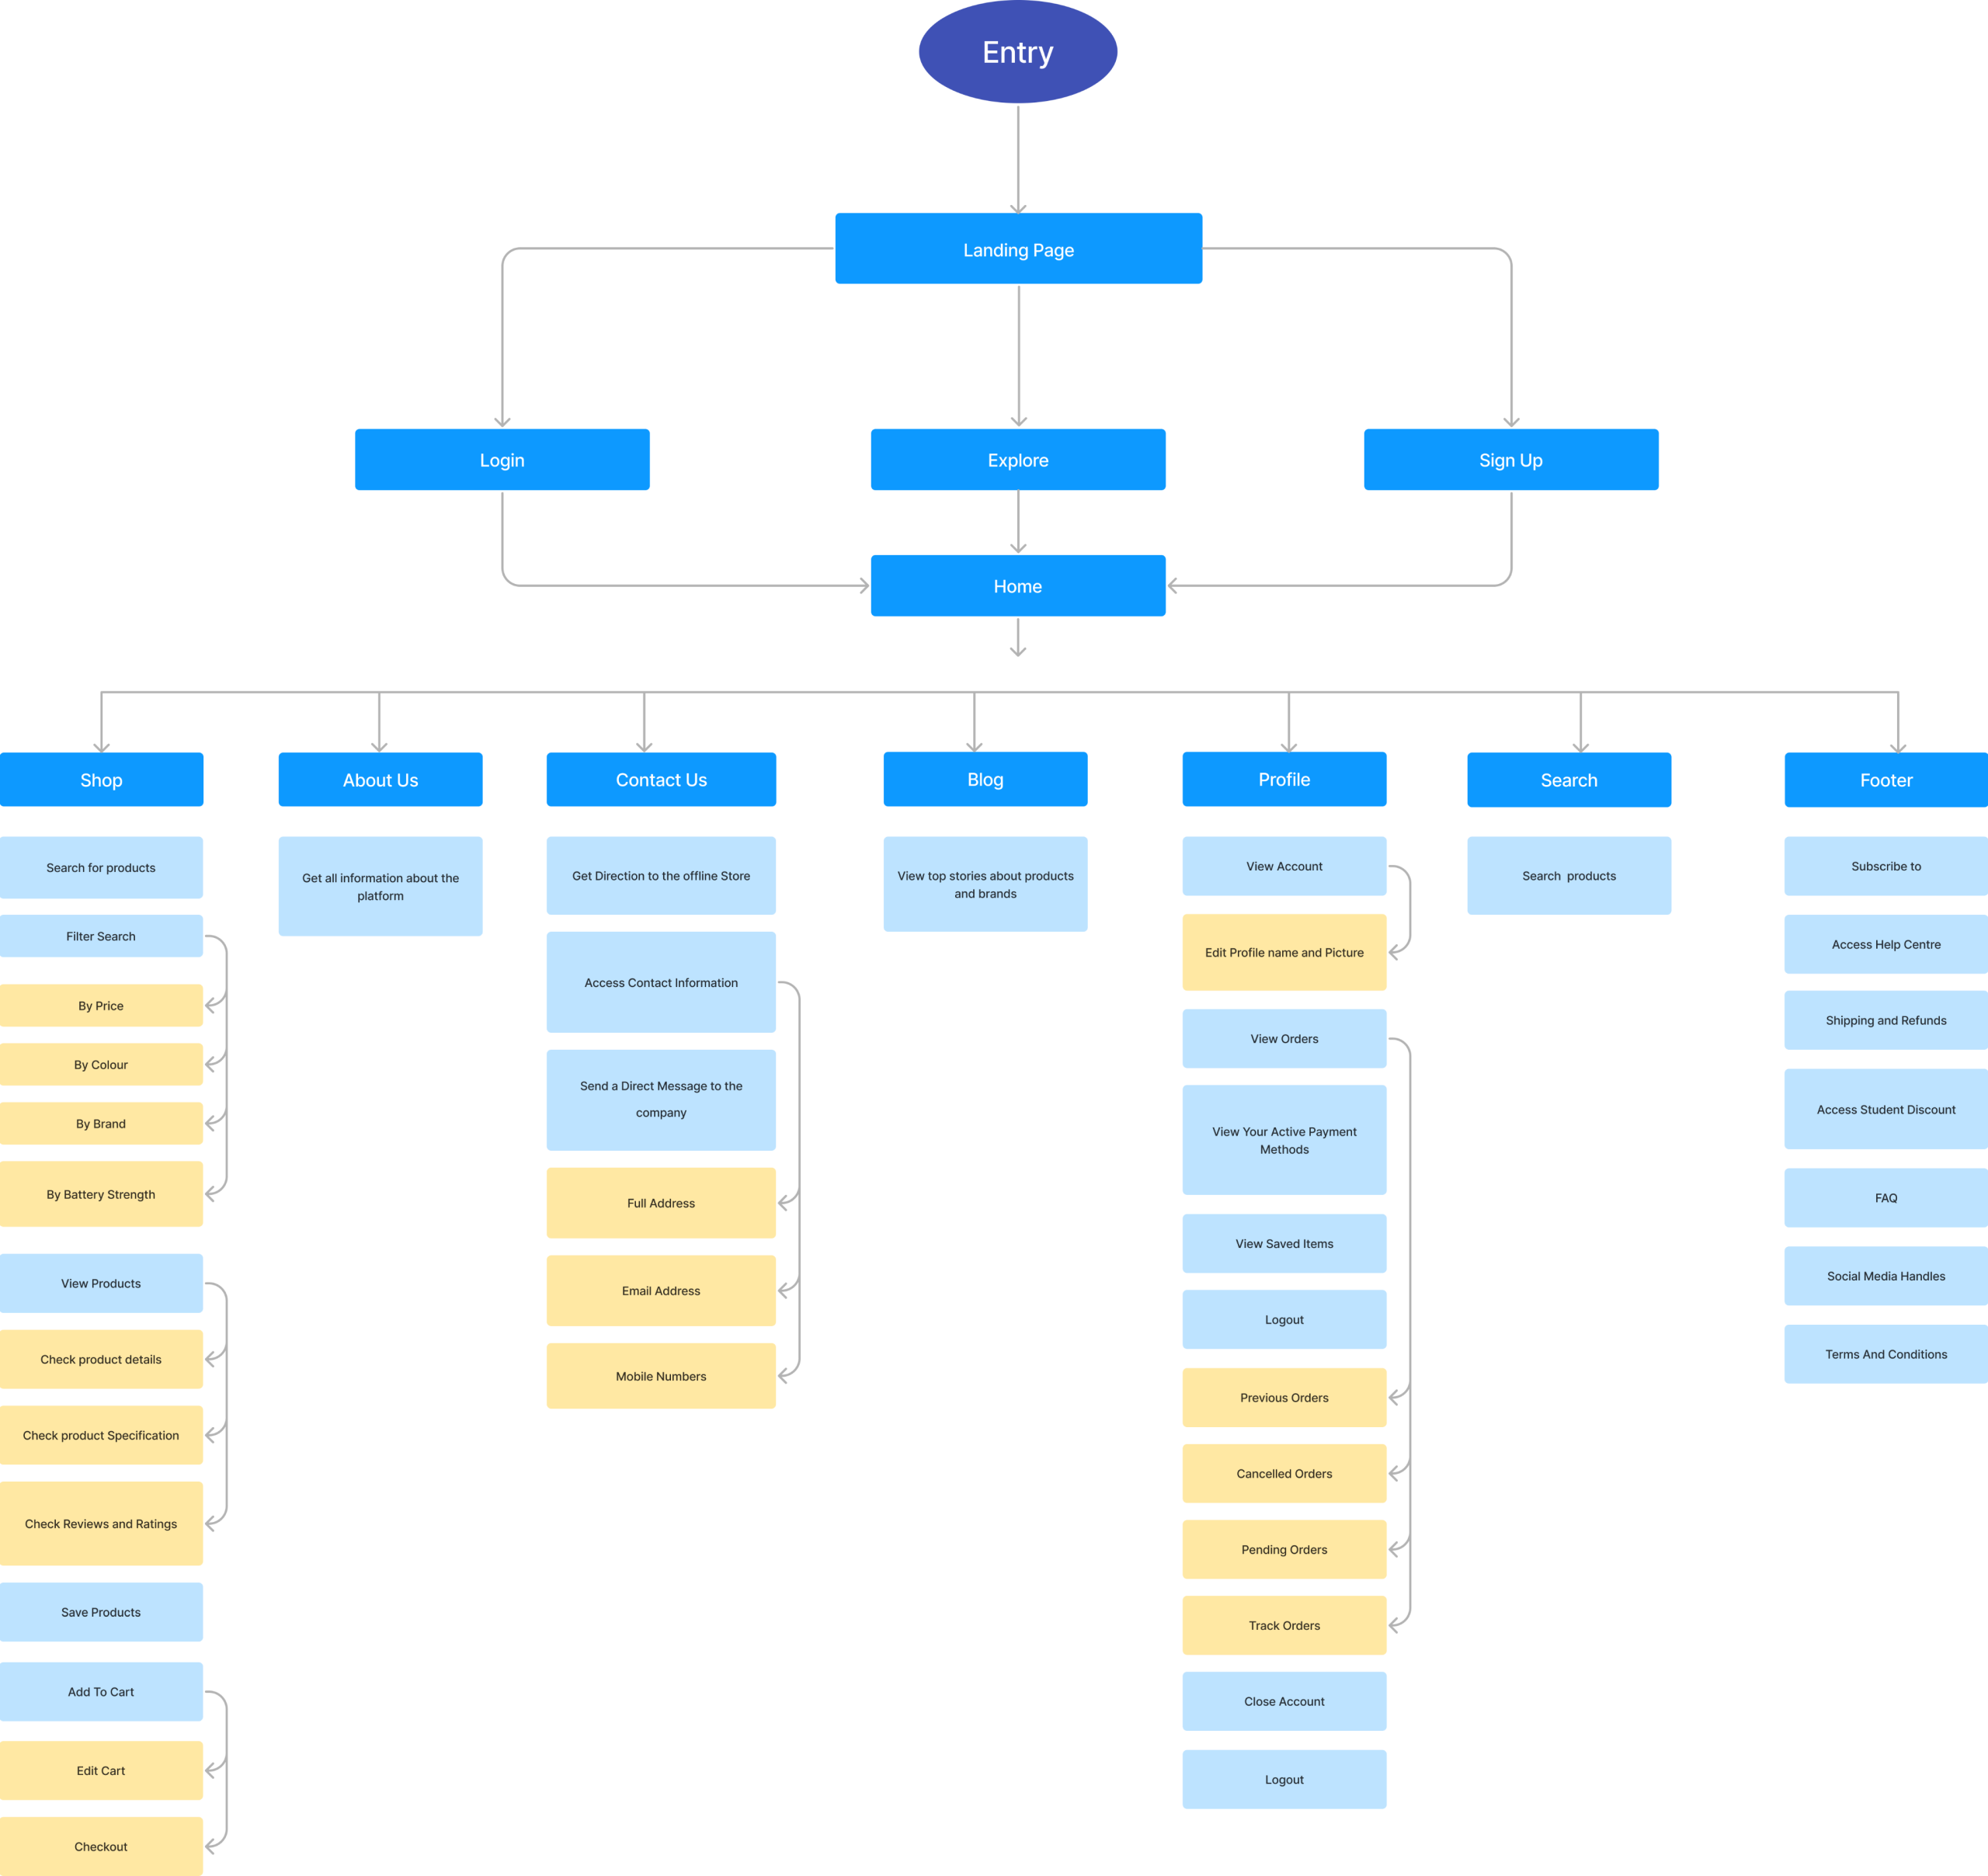 Entry
Landing Page
Login
Explore
Sign Up
Home
Shop
About Us
Contact Us
Blog
Profile
Search
Footer
Search for products
Filter Search
By Price
By Colour
By Brand
By Battery Strength
View Products
Check product details
Check product Specification
Check Reviews and Ratings
Save Products
Add To Cart
Edit Cart
Checkout
Get all information about the
platform
Get Direction to the offline Store
Access Contact Information
Send a Direct Message to the
company
Full Address
Email Address
Mobile Numbers
View top stories about products
and brands
View Account
Edit Profile name and Picture
View Orders
View Your Active Payment
Methods
View Saved Items
Logout
Previous Orders
Cancelled Orders
Pending Orders
Track Orders
Close Account
Logout
Search products
Subscribe to
Access Help Centre
Shipping and Refunds
Access Student Discount
FAQ
Social Media Handles
Terms And Conditions